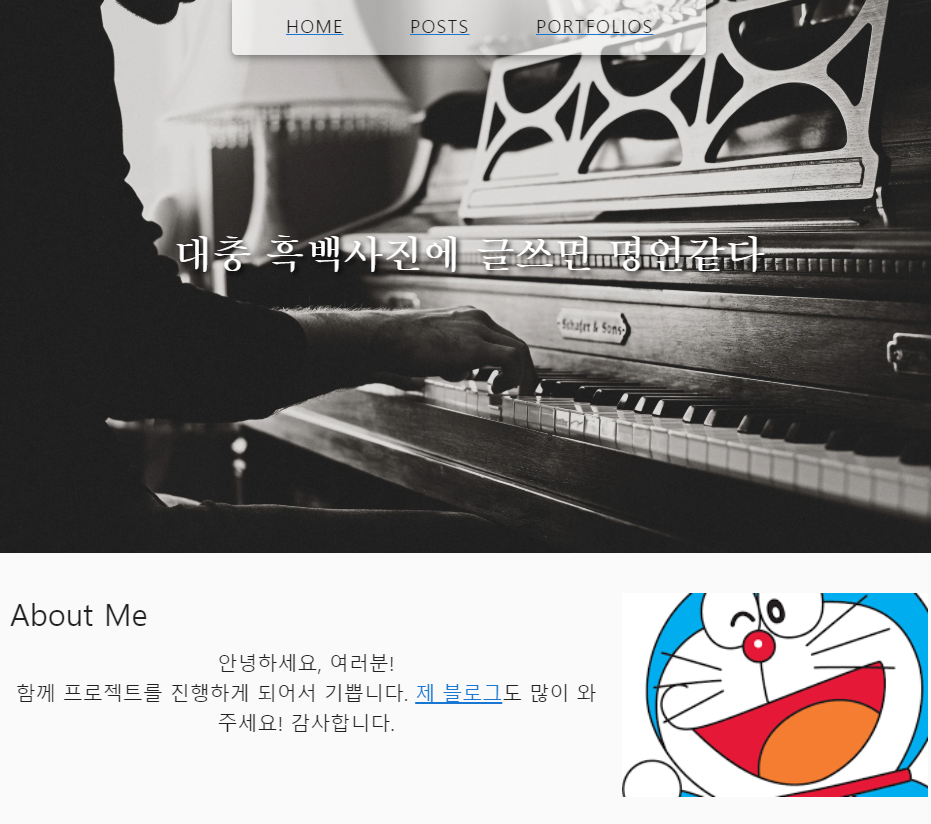 HOME POSTS PORTFOLIOS
대충 흑백사진에 글쓰면 명언같다
Schafer & Sons
About Me
안녕하세요, 여러분!
함께 프로젝트를 진행하게 되어서 기쁩니다. 제 블로그도 많이 와
주세요! 감사합니다.